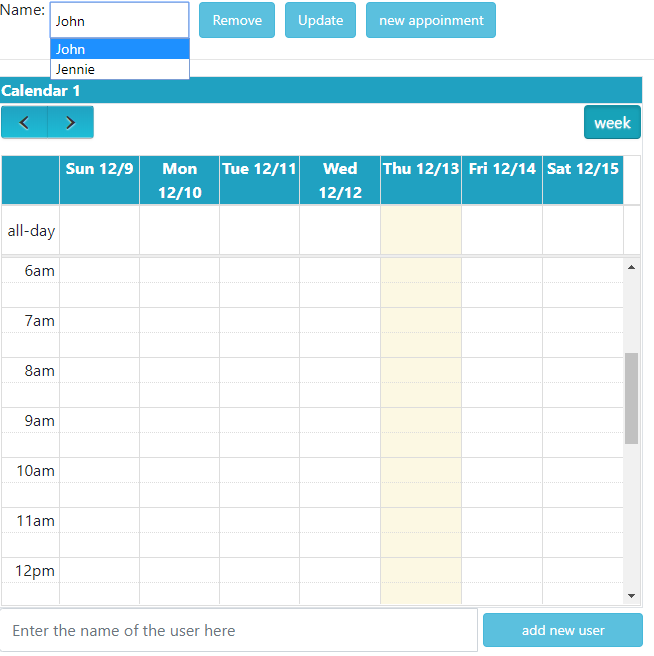 Name: John Remove Update new appoinment
John
Jennie
Calendar 1
week
Sun 12/9 Mon 12/10 Tue 12/11 Wed 12/12 Thu 12/13 Fri 12/14 Sat 12/15
all-day
6am
7am
8am
9am
10am
11am
12pm
Enter the name of the user here add new user